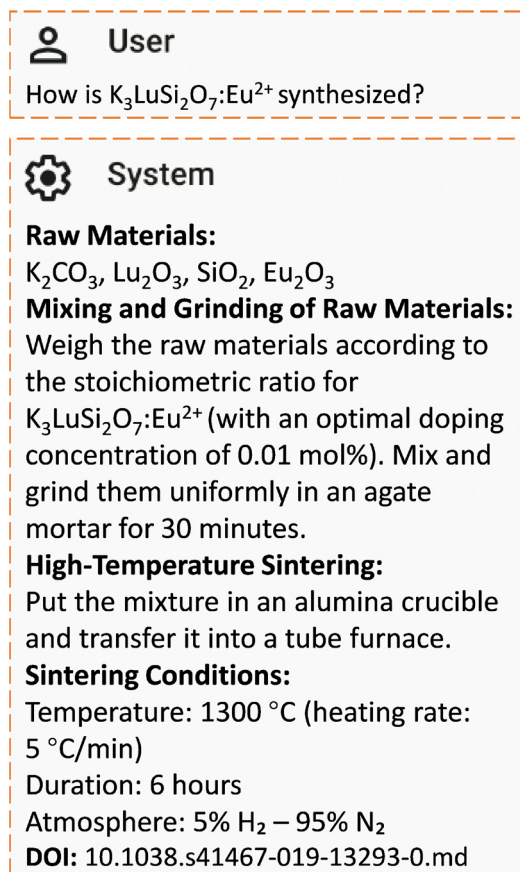 User
How is K₃LuSi₂O₇:Eu²⁺ synthesized?
System
Raw Materials:
K₂CO₃, Lu₂O₃, SiO₂, Eu₂O₃
Mixing and Grinding of Raw Materials:
Weigh the raw materials according to
the stoichiometric ratio for
K₃LuSi₂O₇:Eu²⁺ (with an optimal doping
concentration of 0.01 mol%). Mix and
grind them uniformly in an agate
mortar for 30 minutes.
High-Temperature Sintering:
Put the mixture in an alumina crucible
and transfer it into a tube furnace.
Sintering Conditions:
Temperature: 1300 °C (heating rate:
5 °C/min)
Duration: 6 hours
Atmosphere: 5% H₂ – 95% N₂
DOI: 10.1038.s41467-019-13293-0.md